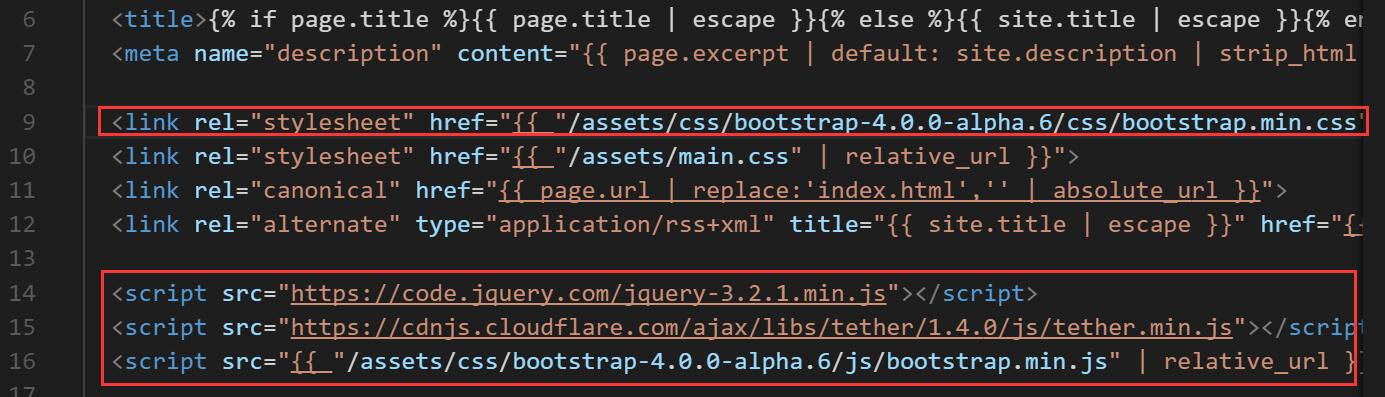 6 <title>{% if page.title %}{{ page.title | escape }}{% else %}{{ site.title | escape }}{% en
7 <meta name="description" content="{{ page.excerpt | default: site.description | strip_html
8
9 <link rel="stylesheet" href="{{ "/assets/css/bootstrap-4.0.0-alpha.6/css/bootstrap.min.css"
10 <link rel="stylesheet" href="{{ "/assets/main.css" | relative_url }}">
11 <link rel="canonical" href="{{ page.url | replace:'index.html','' | absolute_url }}">
12 <link rel="alternate" type="application/rss+xml" title="{{ site.title | escape }}" href="{{
13
14 <script src="https://code.jquery.com/jquery-3.2.1.min.js"></script>
15 <script src="https://cdnjs.cloudflare.com/ajax/libs/tether/1.4.0/js/tether.min.js"></script
16 <script src="{{ "/assets/css/bootstrap-4.0.0-alpha.6/js/bootstrap.min.js" | relative_url }}
17